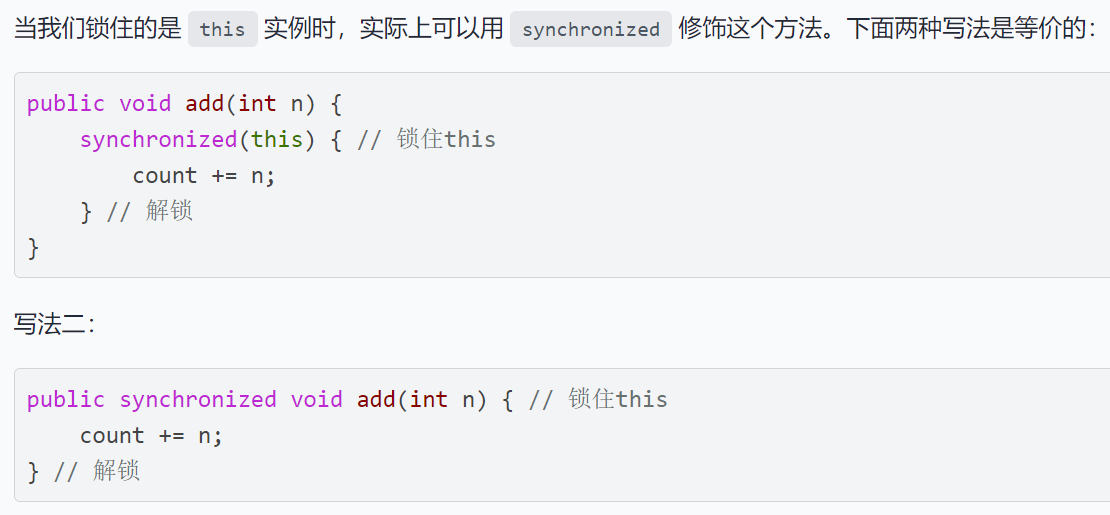 当我们锁住的是 this 实例时，实际上可以用 synchronized 修饰这个方法。下面两种写法是等价的：
public void add(int n) {
    synchronized(this) { // 锁住this
        count += n;
    } // 解锁
}
写法二：
public synchronized void add(int n) { // 锁住this
    count += n;
} // 解锁